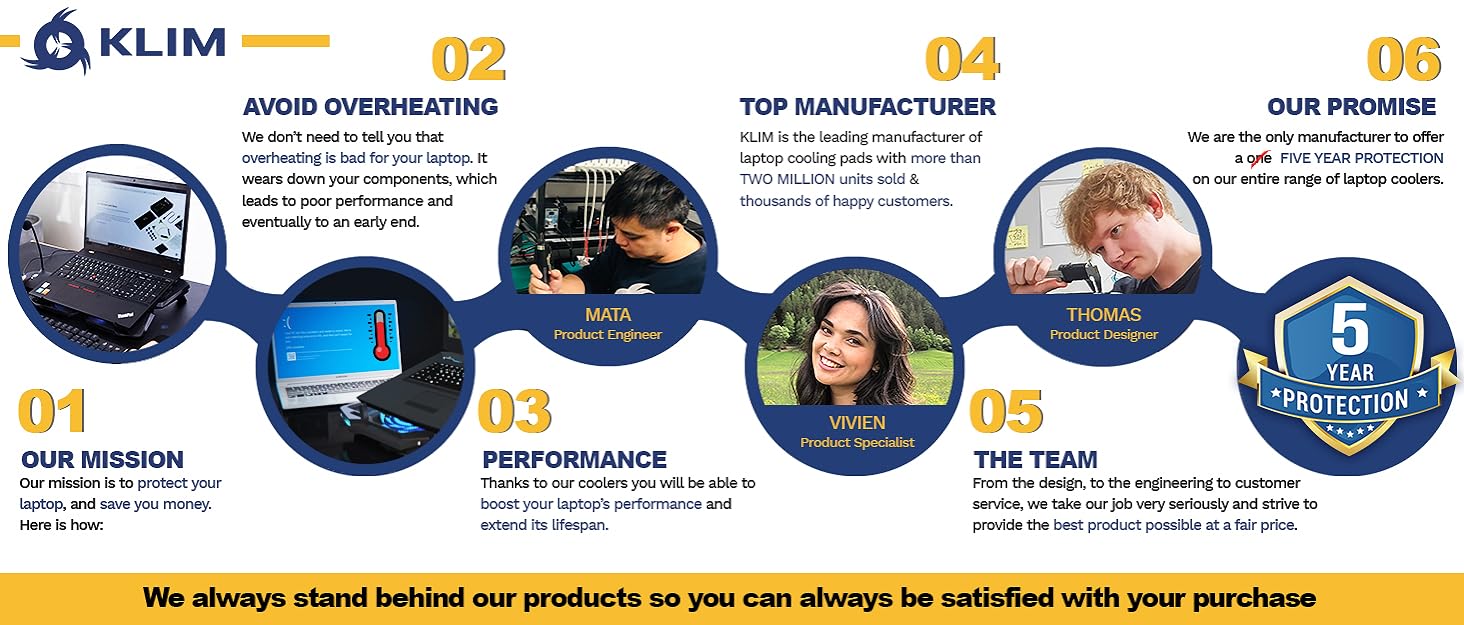 KLIM
01
OUR MISSION
Our mission is to protect your
laptop, and save you money.
Here is how:
02
AVOID OVERHEATING
We don’t need to tell you that
overheating is bad for your laptop. It
wears down your components, which
leads to poor performance and
eventually to an early end.
:(
03
PERFORMANCE
Thanks to our coolers you will be able to
boost your laptop’s performance and
extend its lifespan.
MATA
Product Engineer
04
TOP MANUFACTURER
KLIM is the leading manufacturer of
laptop cooling pads with more than
TWO MILLION units sold &
thousands of happy customers.
VIVIEN
Product Specialist
05
THE TEAM
From the design, to the engineering to customer
service, we take our job very seriously and strive to
provide the best product possible at a fair price.
THOMAS
Product Designer
06
OUR PROMISE
We are the only manufacturer to offer
a one FIVE YEAR PROTECTION
on our entire range of laptop coolers.
5
YEAR
PROTECTION
We always stand behind our products so you can always be satisfied with your purchase